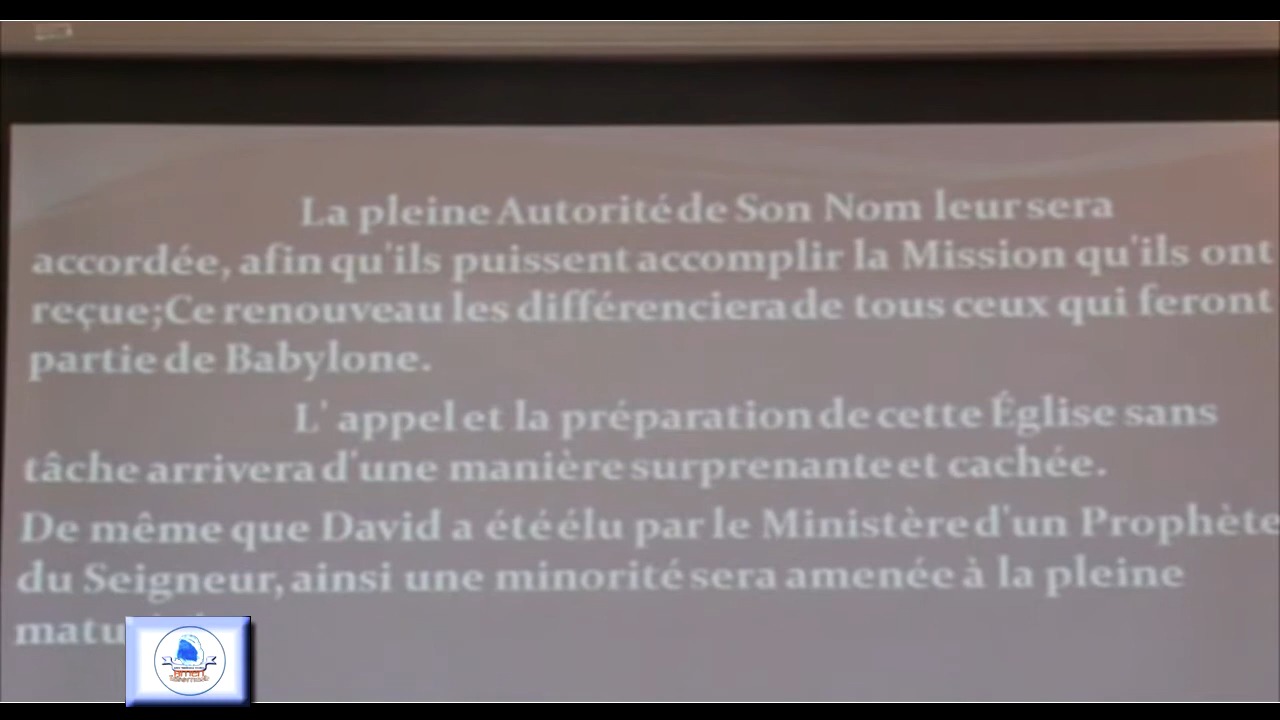 La pleine Autorité de Son Nom leur sera
accordée, afin qu'ils puissent accomplir la Mission qu'ils ont
reçue;Ce renouveau les différenciera de tous ceux qui feront
partie de Babylone.
L' appel et la préparation de cette Église sans
tâche arrivera d'une manière surprenante et cachée.
De même que David a été élu par le Ministère d'un Prophète
du Seigneur, ainsi une minorité sera amenée à la pleine